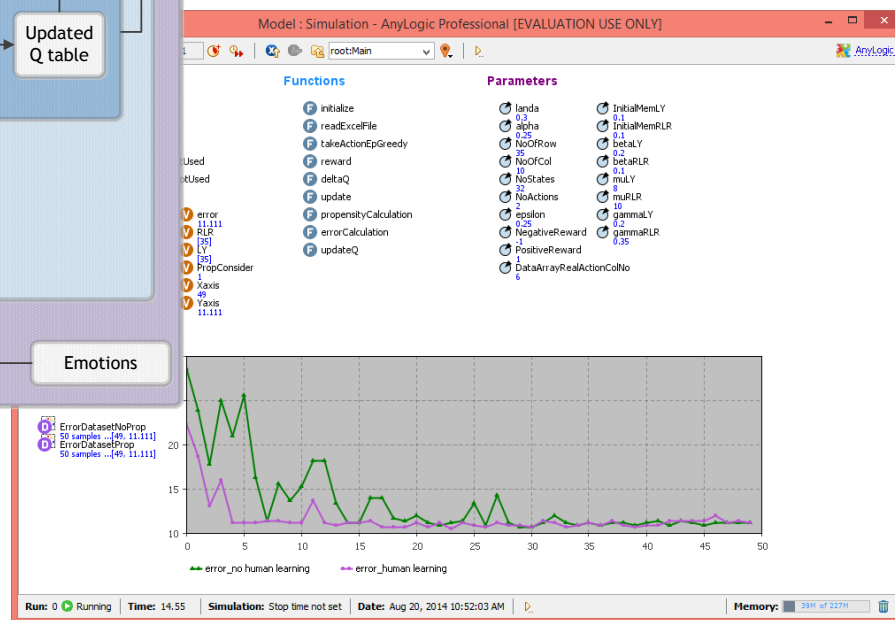 Model : Simulation - AnyLogic Professional [EVALUATION USE ONLY]
Updated
Q table
root:Main
AnyLogic
Functions
initialize
readExcelFile
takeActionEpGreedy
reward
deltaQ
update
propensityCalculation
errorCalculation
updateQ
Parameters
landa
0.3
alpha
0.25
NoOfRow
35
NoOfCol
10
NoStates
32
NoActions
2
epsilon
0.25
NegativeReward
-1
PositiveReward
1
DataArrayRealActionColNo
6
InitialMemLY
0.1
InitialMemRLR
0.1
betaLY
0.2
betaRLR
0.1
muLY
8
muRLR
10
gammaLY
0.2
gammaRLR
0.35
error
11.111
RLR
[35]
LY
[35]
PropConsider
1
Xaxis
49
Yaxis
11.111
Emotions
ErrorDatasetNoProp
50 samples ...[49, 11.111]
ErrorDatasetProp
50 samples ...[49, 11.111]
20
15
10
0 5 10 15 20 25 30 35 40 45 50
error_no human learning error_human learning
Run: 0 Running Time: 14.55 Simulation: Stop time not set Date: Aug 20, 2014 10:52:03 AM Memory: 39M of 227M